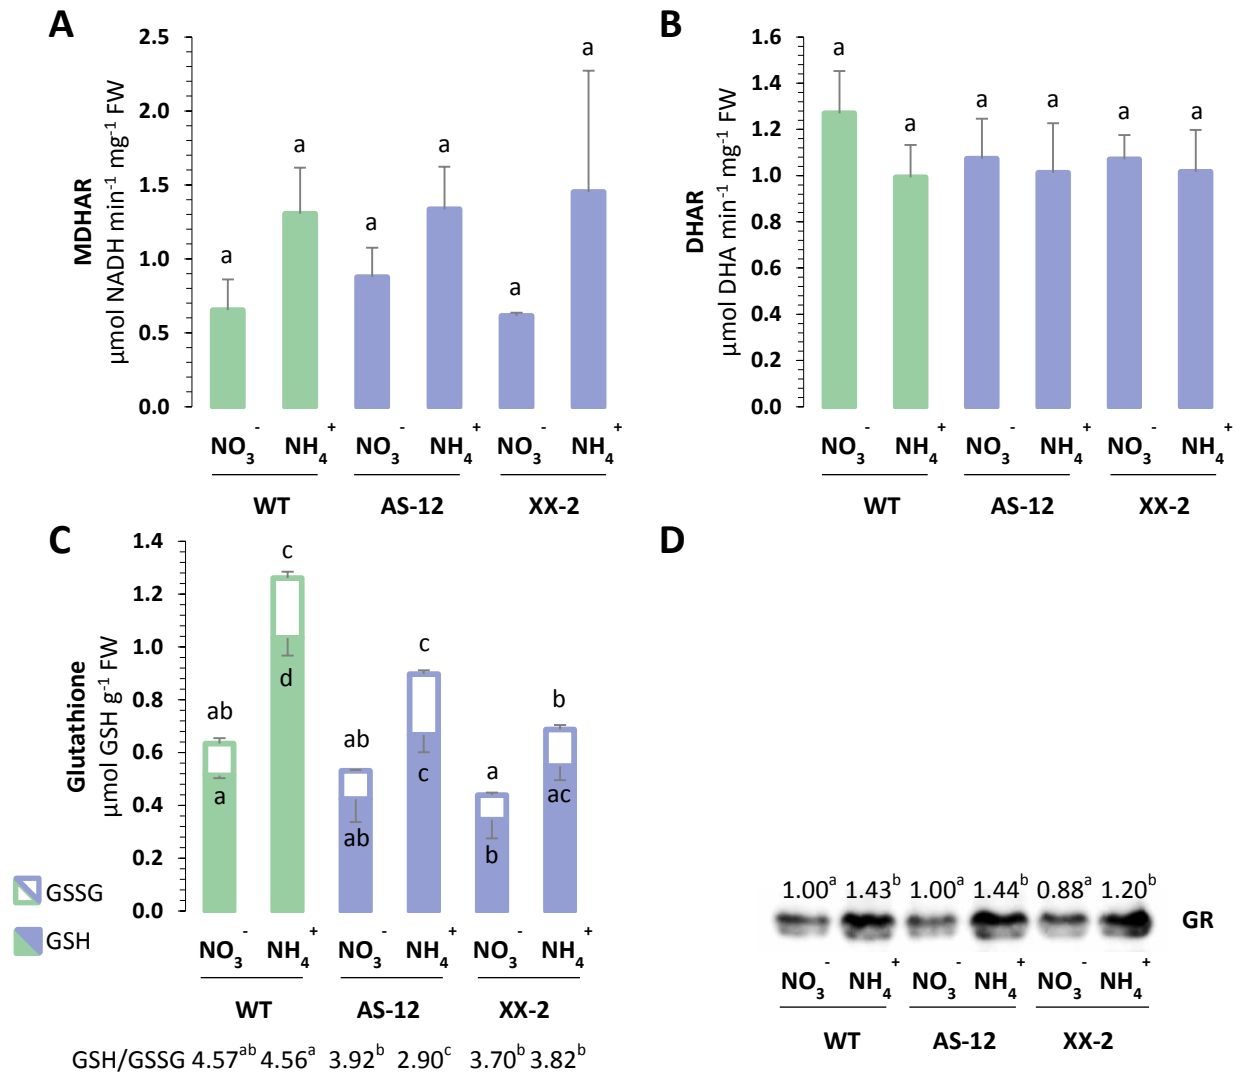 A
MDHAR
µmol NADH min-1 mg-1 FW
2.5
2.0
1.5
1.0
0.5
0.0
a
a
a
a
a
a
NO3- NH4+ NO3- NH4+ NO3- NH4+
WT AS-12 XX-2
B
DHAR
µmol DHA min-1 mg-1 FW
1.6
1.4
1.2
1.0
0.8
0.6
0.4
0.2
0.0
a
a
a
a
a
a
NO3- NH4+ NO3- NH4+ NO3- NH4+
WT AS-12 XX-2
C
Glutathione
µmol GSH g-1 FW
1.4
1.2
1.0
0.8
0.6
0.4
0.2
0.0
ab c ab c a b
a d ab c b ac
GSSG
GSH
NO3- NH4+ NO3- NH4+ NO3- NH4+
WT AS-12 XX-2
GSH/GSSG 4.57ab 4.56a 3.92b 2.90c 3.70b 3.82b
D
1.00a 1.43b 1.00a 1.44b 0.88a 1.20b
GR
NO3- NH4+ NO3- NH4+ NO3- NH4+
WT AS-12 XX-2